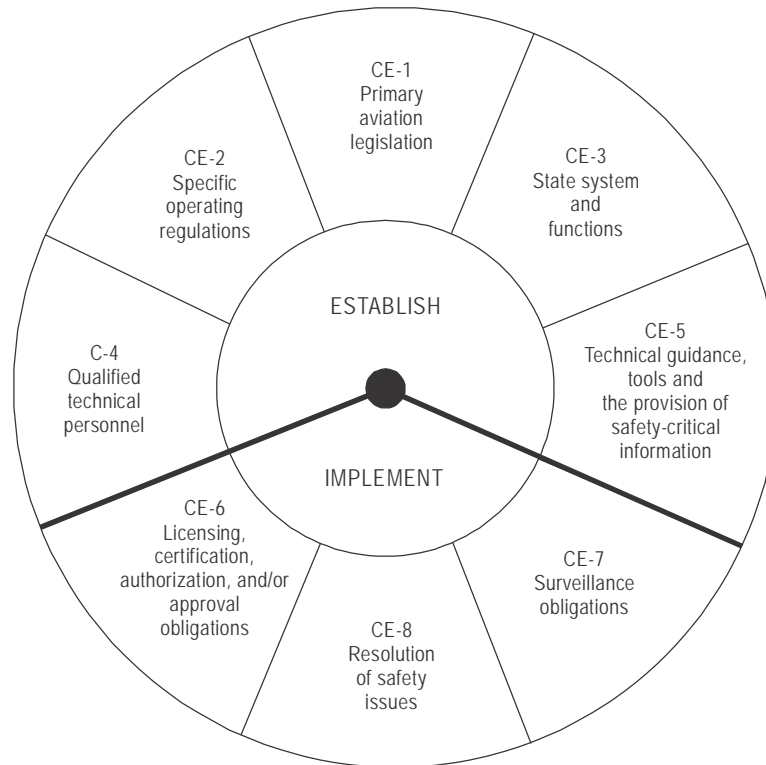 CE-1
Primary
aviation
legislation
CE-2
Specific
operating
regulations
CE-3
State system
and
functions
ESTABLISH
C-4
Qualified
technical
personnel
CE-5
Technical guidance,
tools and
the provision of
safety-critical
information
IMPLEMENT
CE-6
Licensing,
certification,
authorization, and/or
approval
obligations
CE-7
Surveillance
obligations
CE-8
Resolution
of safety
issues